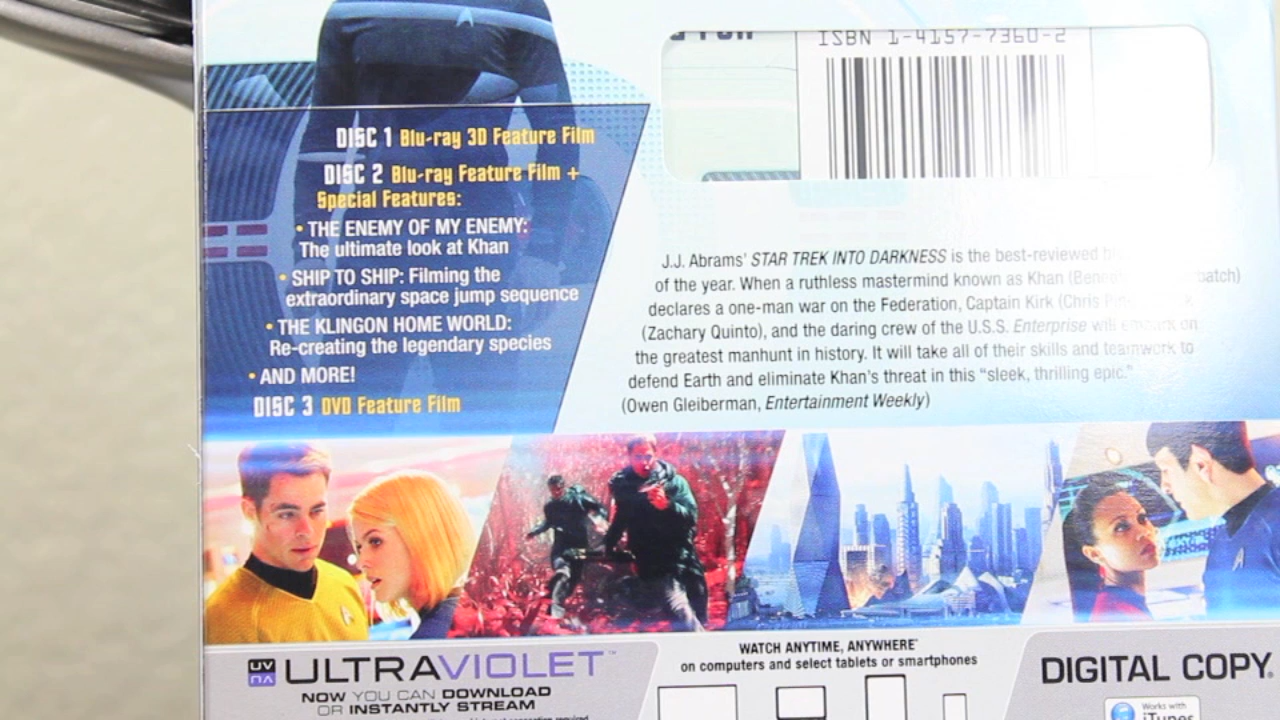 ISBN 1-4157-7360-2
DISC 1 Blu-ray 3D Feature Film
DISC 2 Blu-ray Feature Film +
Special Features:
• THE ENEMY OF MY ENEMY:
The ultimate look at Khan
• SHIP TO SHIP: Filming the
extraordinary space jump sequence
• THE KLINGON HOME WORLD:
Re-creating the legendary species
• AND MORE!
DISC 3 DVD Feature Film
J.J. Abrams' STAR TREK INTO DARKNESS is the best-reviewed
of the year. When a ruthless mastermind known as Khan
declares a one-man war on the Federation, Captain Kirk (Chris
(Zachary Quinto), and the daring crew of the U.S.S. Enterprise will embark on
the greatest manhunt in history. It will take all of their skills and teamwork to
defend Earth and eliminate Khan's threat in this "sleek, thrilling epic."
(Owen Gleiberman, Entertainment Weekly)
UV
ULTRAVIOLET™
NOW YOU CAN DOWNLOAD
OR INSTANTLY STREAM
WATCH ANYTIME, ANYWHERE
on computers and select tablets or smartphones
DIGITAL COPY.
Works with
iTunes